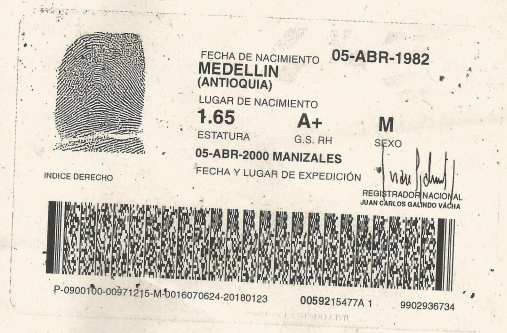 FECHA DE NACIMIENTO 05-ABR-1982
MEDELLIN
(ANTIOQUIA)
LUGAR DE NACIMIENTO
1.65 A+ M
ESTATURA G.S. RH SEXO
05-ABR-2000 MANIZALES
FECHA Y LUGAR DE EXPEDICIÓN
INDICE DERECHO
REGISTRADOR NACIONAL
JUAN CARLOS GALINDO VÁCHA
P-0900100-00971215-M-0016070624-20180123 0059215477A 1 9902936734